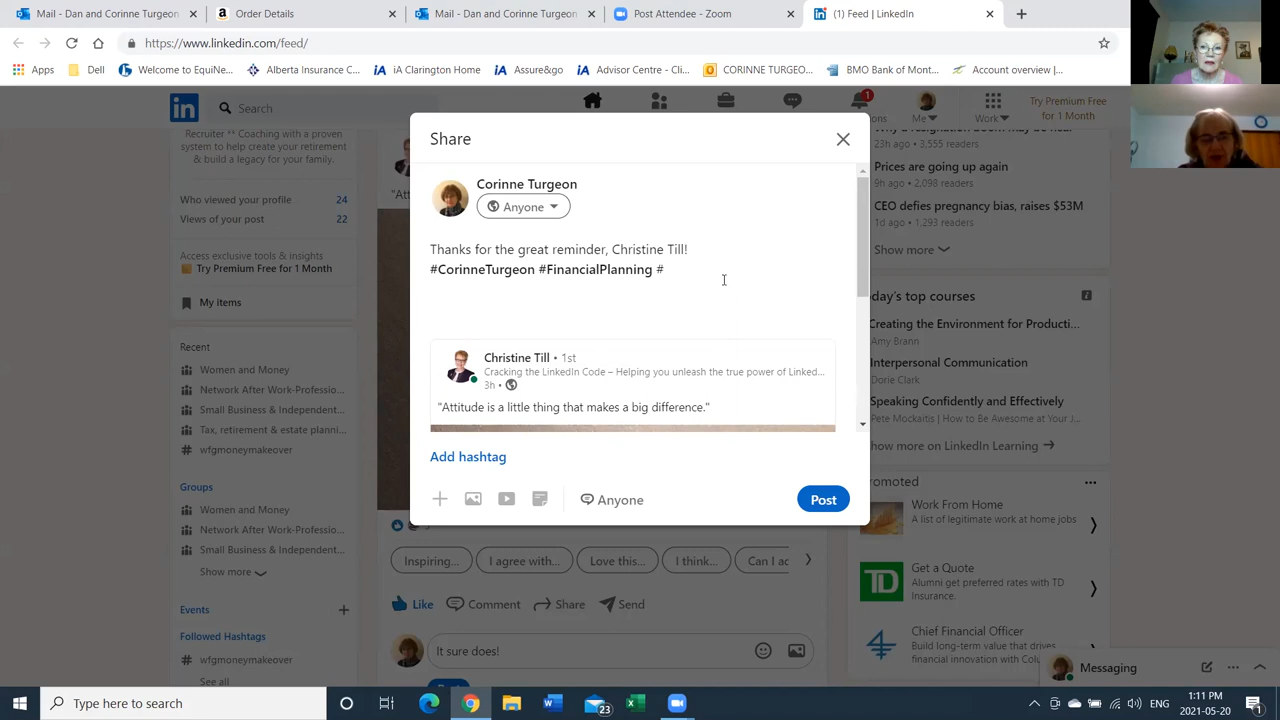 Mail - Dan and Corinne Turgeon
Order Details
Mail - Dan and Corinne Turgeon
Post Attendee - Zoom
(1) Feed | LinkedIn
https://www.linkedin.com/feed/
Apps
Dell
Welcome to EquiNe...
Alberta Insurance C...
iA Clarington Home
Assure&go
Advisor Centre - Cli...
CORINNE TURGEO...
BMO Bank of Mont...
Account overview |...
Search
1
Me
Work
Try Premium Free
for 1 Month
Recruiter ** Coaching with a proven
system to help create your retirement
& build a legacy for your family.
Who viewed your profile 24
Views of your post 22
Access exclusive tools & insights
Try Premium Free for 1 Month
My items
Recent
Women and Money
Network After Work-Professio...
Small Business & Independent...
Tax, retirement & estate planni...
wfgmoneymaker
Groups
Women and Money
Network After Work-Professio...
Small Business & Independent...
Show more
Events
Followed Hashtags
wfgmoneymaker
See all
Share
Corinne Turgeon
Anyone
Thanks for the great reminder, Christine Till!
#CorinneTurgeon #FinancialPlanning #
Christine Till • 1st
Cracking the LinkedIn Code – Helping you unleash the true power of Linked...
3h •
"Attitude is a little thing that makes a big difference."
Add hashtag
Anyone
Post
Inspiring...
I agree with...
Love this...
I think...
Like
Comment
Share
Send
It sure does!
23h ago • 3,555 readers
Prices are going up again
9h ago • 2,098 readers
CEO defies pregnancy bias, raises $53M
1d ago • 1,293 readers
Show more
oday's top courses
Creating the Environment for Producti...
Amy Brann
Interpersonal Communication
Dorie Clark
Speaking Confidently and Effectively
Pete Mockaitis | How to Be Awesome at Your J...
how more on LinkedIn Learning
romoted
Work From Home
A list of legitimate work at home jobs
TD
Get a Quote
Alumni get preferred rates with TD
Insurance.
Chief Financial Officer
Build long-term value that drives
financial innovation with Colu
Messaging
Type here to search
23
ENG
1:11 PM
2021-05-20
1